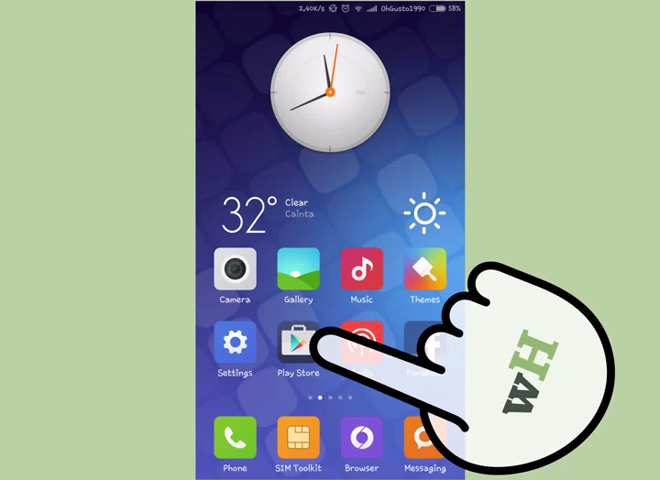 2.40K/s OhGusto1990 58%
32° Clear
Cainta
Camera Gallery Music Themes
Settings Play Store
Phone SIM Toolkit Browser Messaging
wH